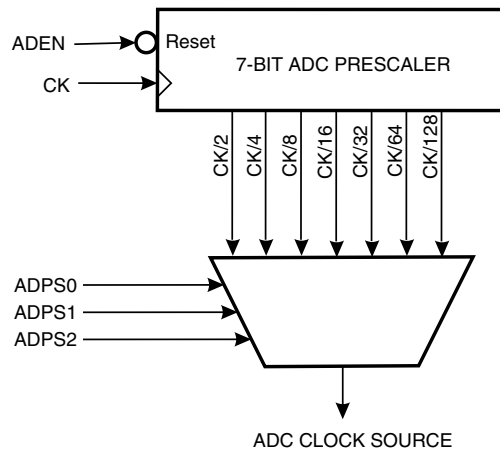 ADEN
Reset
7-BIT ADC PRESCALER
CK
CK/2
CK/4
CK/8
CK/16
CK/32
CK/64
CK/128
ADPS0
ADPS1
ADPS2
ADC CLOCK SOURCE